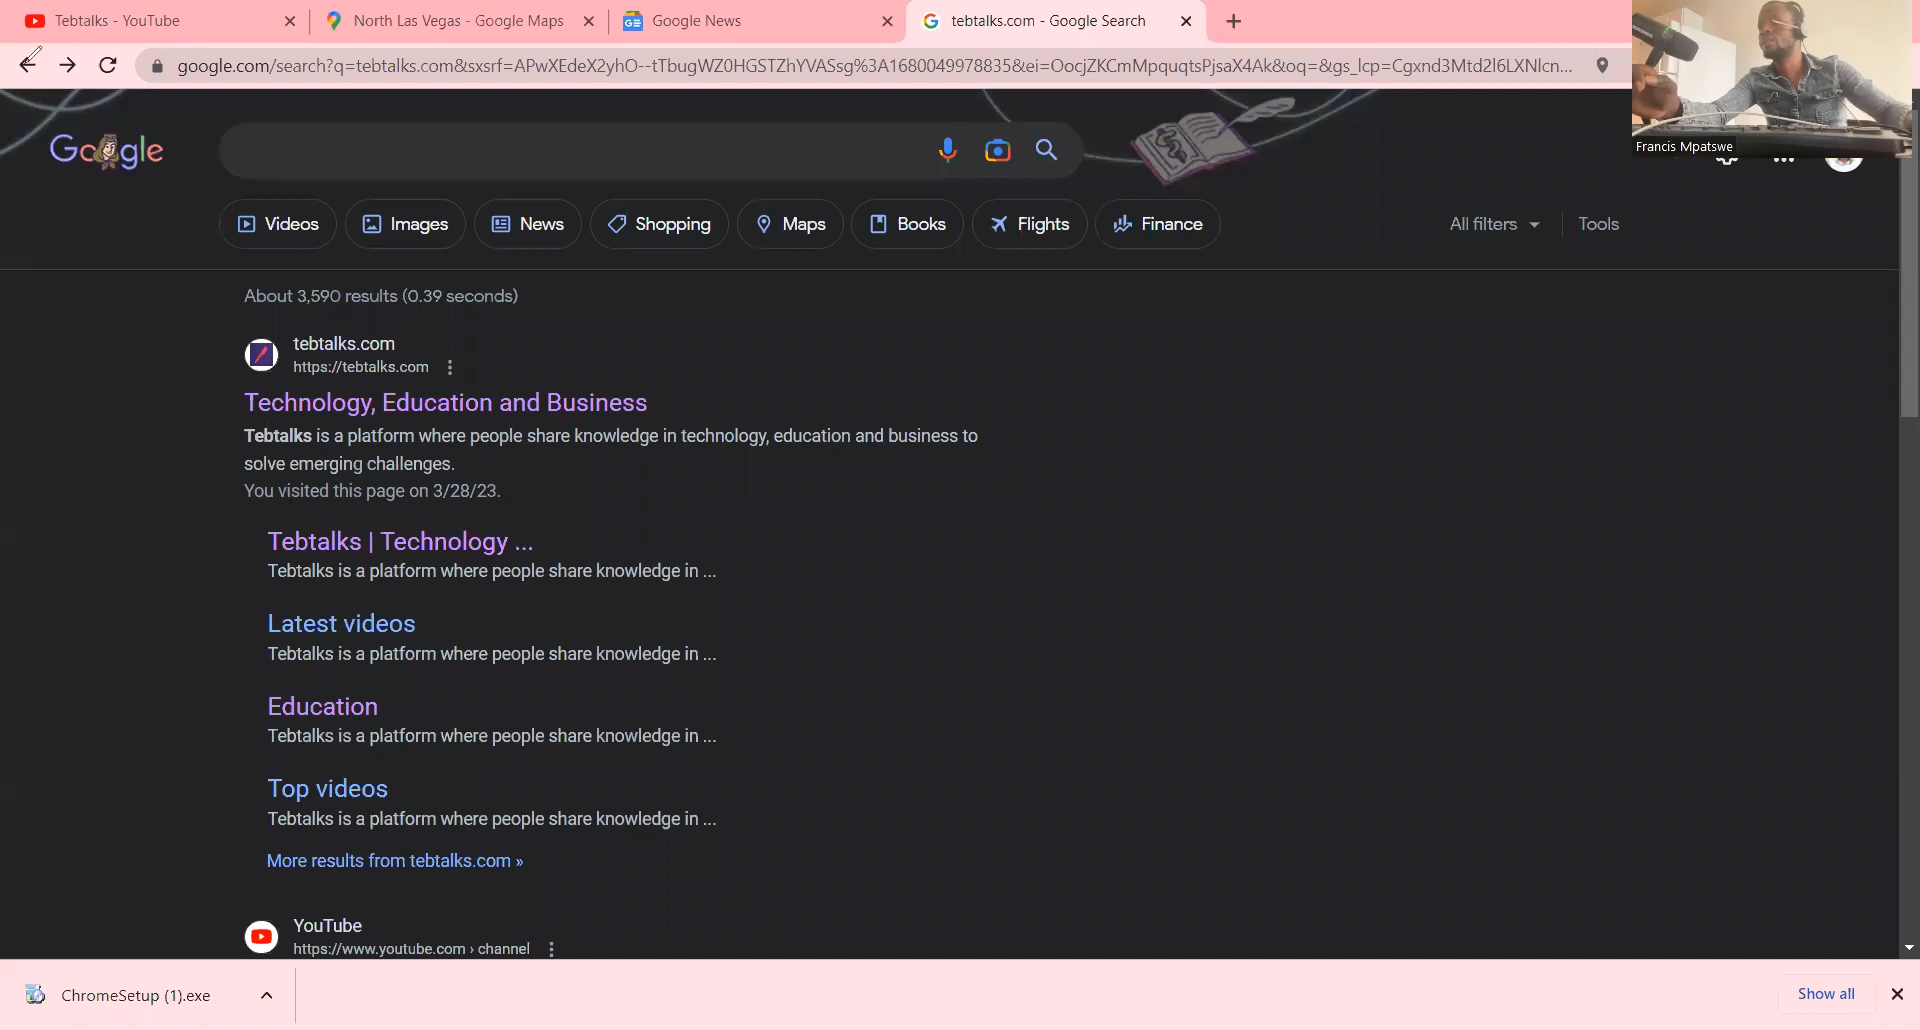 Tebtalks - YouTube
North Las Vegas - Google Maps
Google News
tebtalks.com - Google Search
google.com/search?q=tebtalks.com&sxsrf=APwXEdeX2yhO--tTbugWZ0HGSTZhYVASsg%3A1680049978835&ei=OocjZKCmMpquqtsPjsaX4Ak&oq=&gs_lcp=Cgxnd3Mtd2l6LXNlcn...
Francis Mpatswe
Google
Videos
Images
News
Shopping
Maps
Books
Flights
Finance
All filters
Tools
About 3,590 results (0.39 seconds)
tebtalks.com
https://tebtalks.com
Technology, Education and Business
Tebtalks is a platform where people share knowledge in technology, education and business to
solve emerging challenges.
You visited this page on 3/28/23.
Tebtalks | Technology ...
Tebtalks is a platform where people share knowledge in ...
Latest videos
Tebtalks is a platform where people share knowledge in ...
Education
Tebtalks is a platform where people share knowledge in ...
Top videos
Tebtalks is a platform where people share knowledge in ...
More results from tebtalks.com »
YouTube
https://www.youtube.com › channel
ChromeSetup (1).exe
Show all